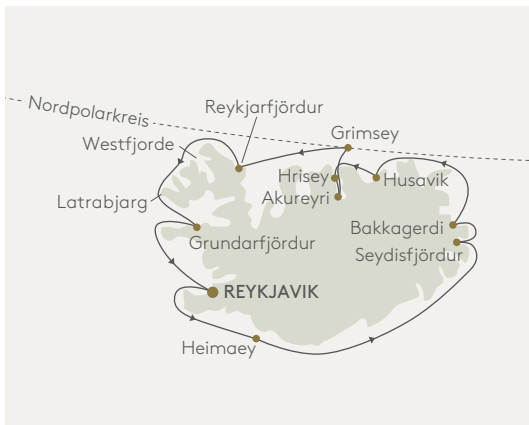 Nordpolarkreis
Reykjarfjördur
Grimsey
Westfjorde
Hrisey
Husavik
Akureyri
Latrabjarg
Bakkagerdi
Grundarfjördur
Seydisfjördur
REYKJAVIK
Heimaey